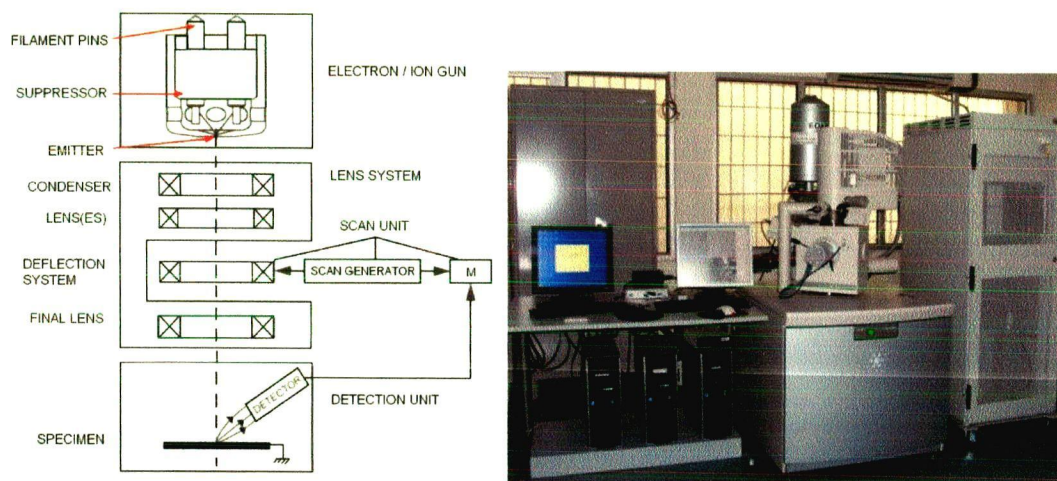 FILAMENT PINS
SUPPRESSOR
ELECTRON / ION GUN
EMITTER
CONDENSER
LENS SYSTEM
LENS(ES)
SCAN UNIT
DEFLECTION
SYSTEM
SCAN GENERATOR
M
FINAL LENS
DETECTOR
DETECTION UNIT
SPECIMEN